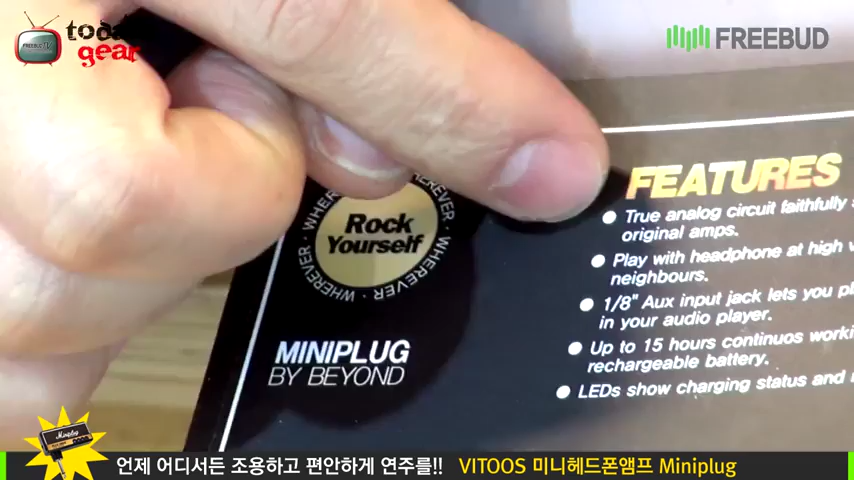 today
gear
FREEBUD TV
FREEBUD
FEATURES
True analog circuit faithfully
original amps.
Play with headphone at high
neighbours.
1/8" Aux input jack lets you
in your audio player.
Up to 15 hours continuos
rechargeable battery.
LEDs show charging status and
WHEREVER · WHEREVER
Rock
Yourself
MINIPLUG
BY BEYOND
Miniplug
언제 어디서든 조용하고 편안하게 연주를!! VITOOS 미니헤드폰앰프 Miniplug